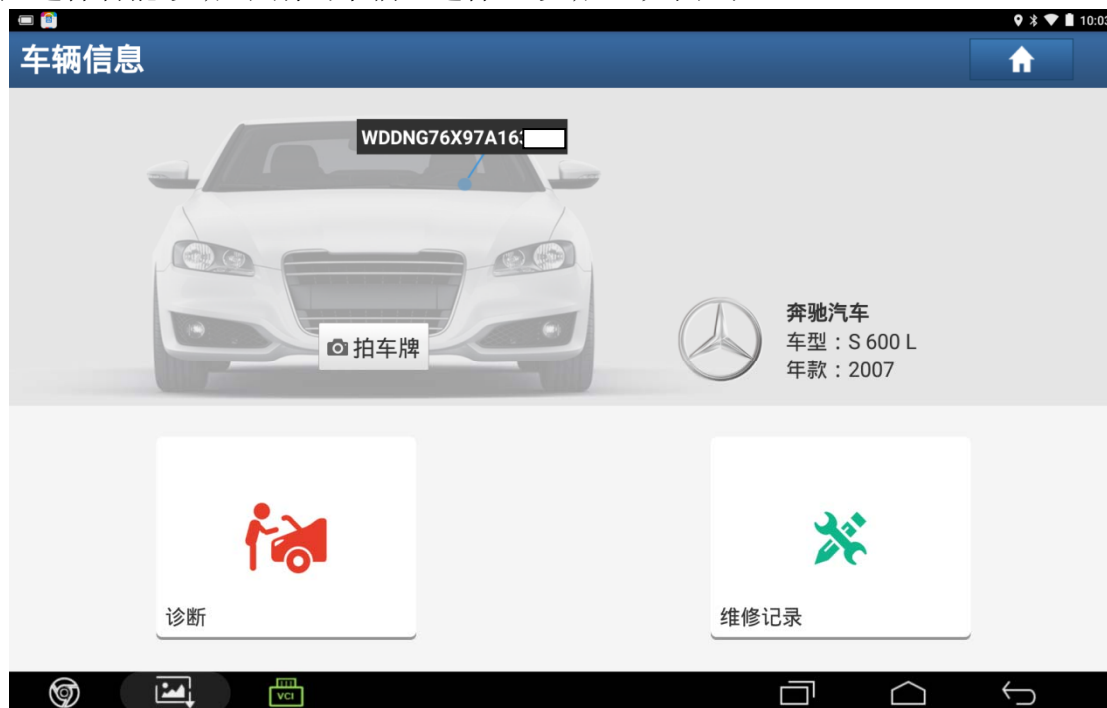 10:03
车辆信息
WDDNG76X97A16
拍车牌
奔驰汽车
车型：S 600 L
年款：2007
诊断
维修记录
VCI